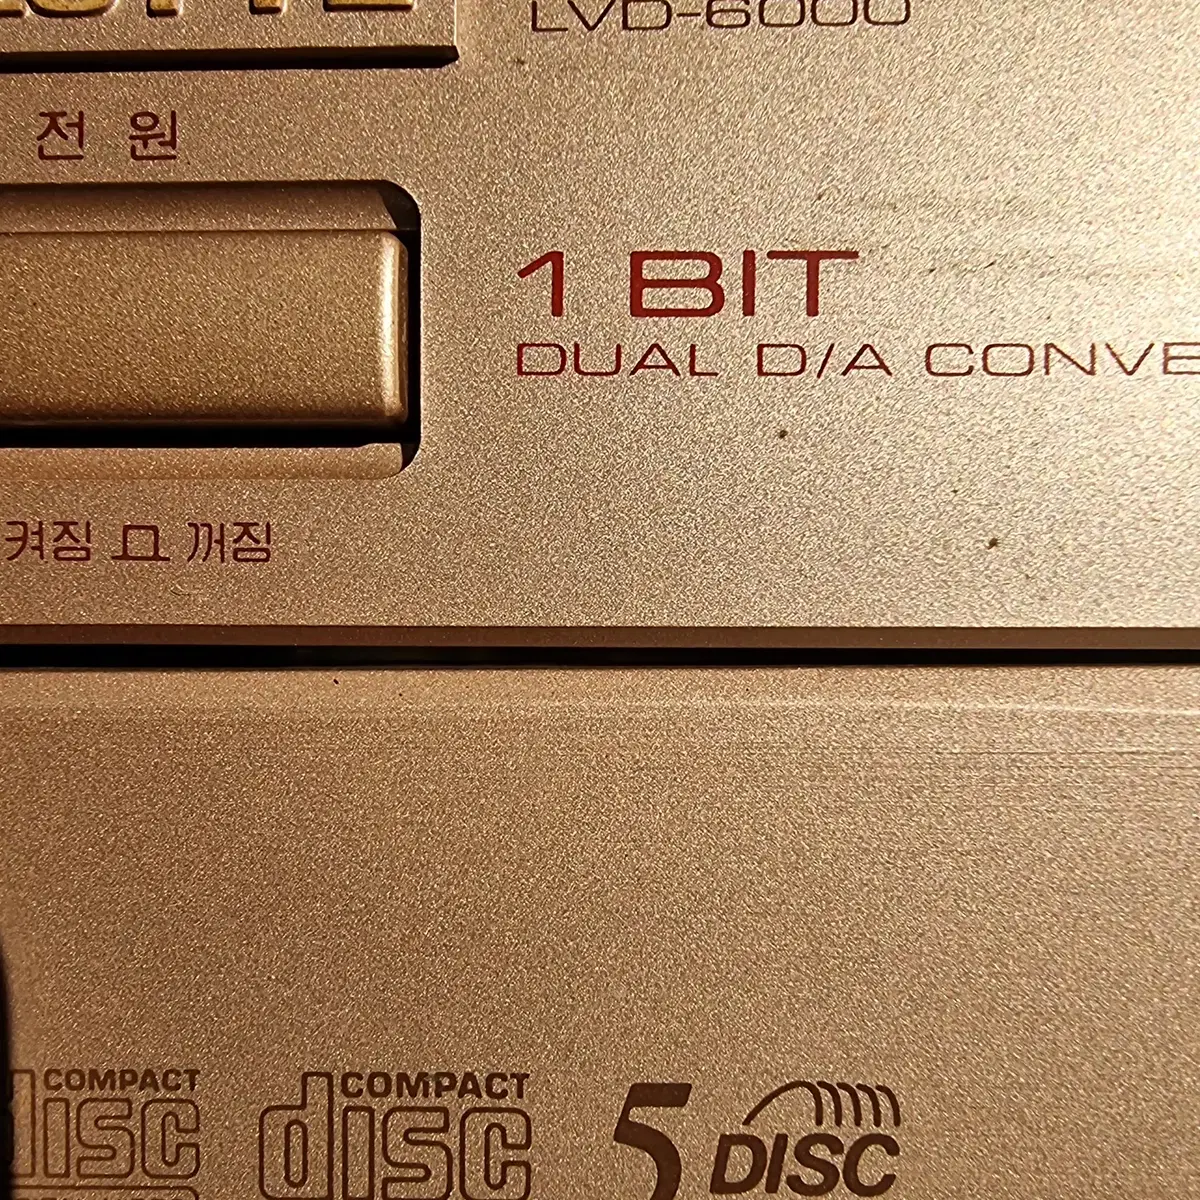 LVD-6000
전 원
1 BIT
DUAL D/A CONVE
켜짐 꺼짐
COMPACT
disc
COMPACT
disc
5 DISC